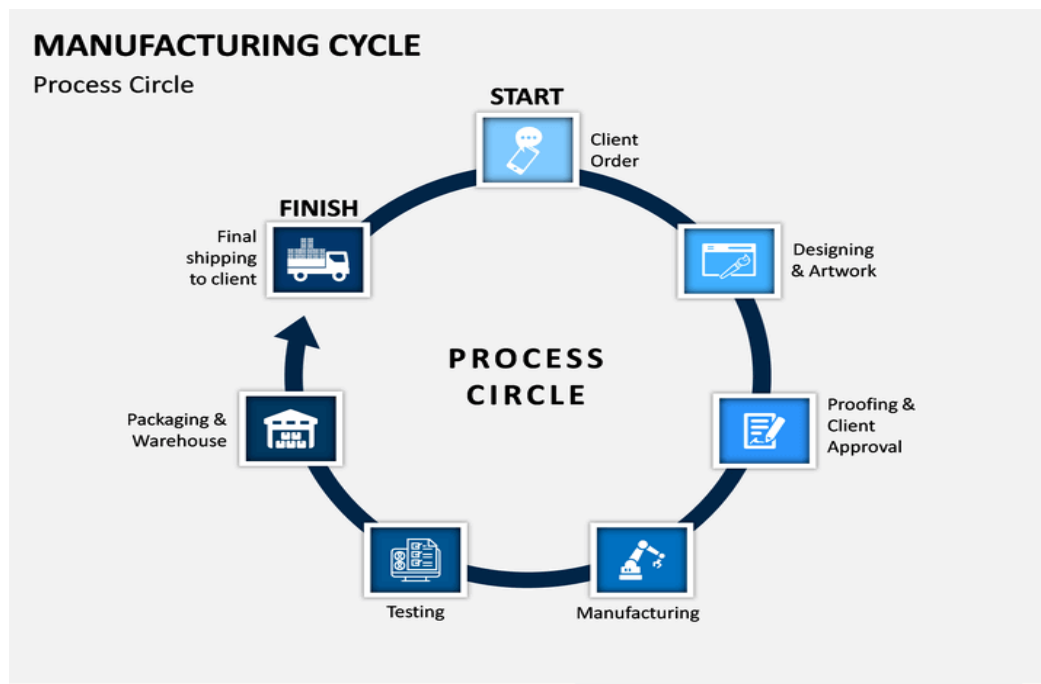 MANUFACTURING CYCLE
Process Circle
START
Client
Order
FINISH
Final
shipping
to client
Designing
& Artwork
PROCESS
CIRCLE
Proofing &
Client
Approval
Packaging &
Warehouse
Testing
Manufacturing